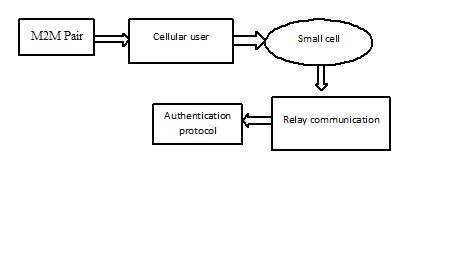 M2M Pair
Cellular user
Small cell
Relay communication
Authentication
protocol